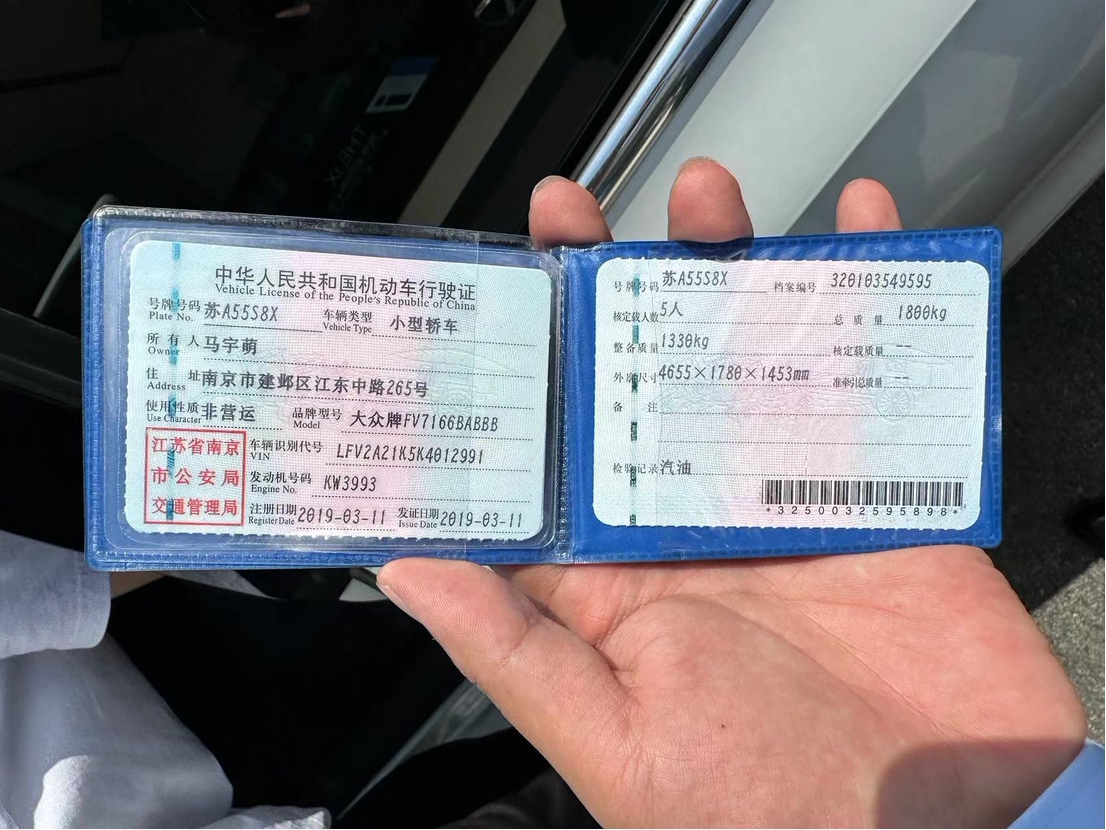 中华人民共和国机动车行驶证
Vehicle License of the People's Republic of China
号牌号码 苏A55S8X 车辆类型 小型轿车
Plate No. Vehicle Type
所有人 马宇萌
Owner
住址 南京市建邺区江东中路265号
Address
使用性质 非营运 品牌型号 大众牌FV7166BABBB
Use Character Model
江苏省南京
市公安局
交通管理局
车辆识别代号 LFV2A21K5K4012991
VIN
发动机号码 KW3993
Engine No.
注册日期 2019-03-11 发证日期 2019-03-11
Register Date Issue Date
号牌号码 苏A55S8X 档案编号 320103549595
核定载人数 5人 总质量 1800kg
整备质量 1330kg 核定载质量 --
外廓尺寸 4655×1780×1453mm 准牵引总质量 --
备注
检验记录 汽油
*3250032595898*